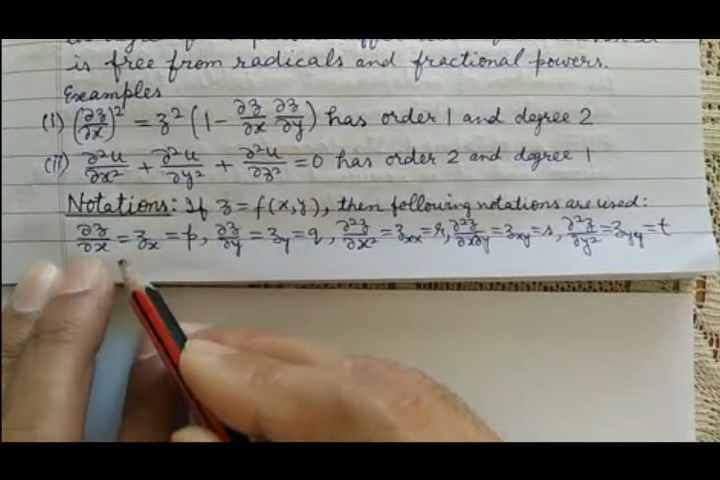 is free from radicals and fractional powers.
Examples
(i) (∂z/∂x)² = z² (1 - ∂z/∂x ∂z/∂y) has order 1 and degree 2
(ii) ∂²u/∂x² + ∂²u/∂y² + ∂²u/∂z² = 0 has order 2 and degree 1
Notations: If z = f(x,y), then following notations are used:
∂z/∂x = zx = p, ∂z/∂y = zy = q, ∂²z/∂x² = zxx = r, ∂²z/∂x∂y = zxy = s, ∂²z/∂y² = zyy = t